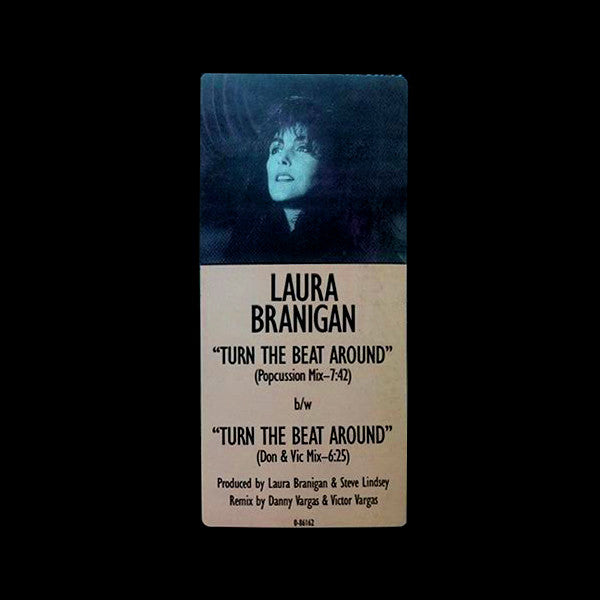 LAURA
BRANIGAN
“TURN THE BEAT AROUND”
(Popcussion Mix–7:42)
b/w
“TURN THE BEAT AROUND”
(Don & Vic Mix–6:25)
Produced by Laura Branigan & Steve Lindsey
Remix by Danny Vargas & Victor Vargas
0-86162